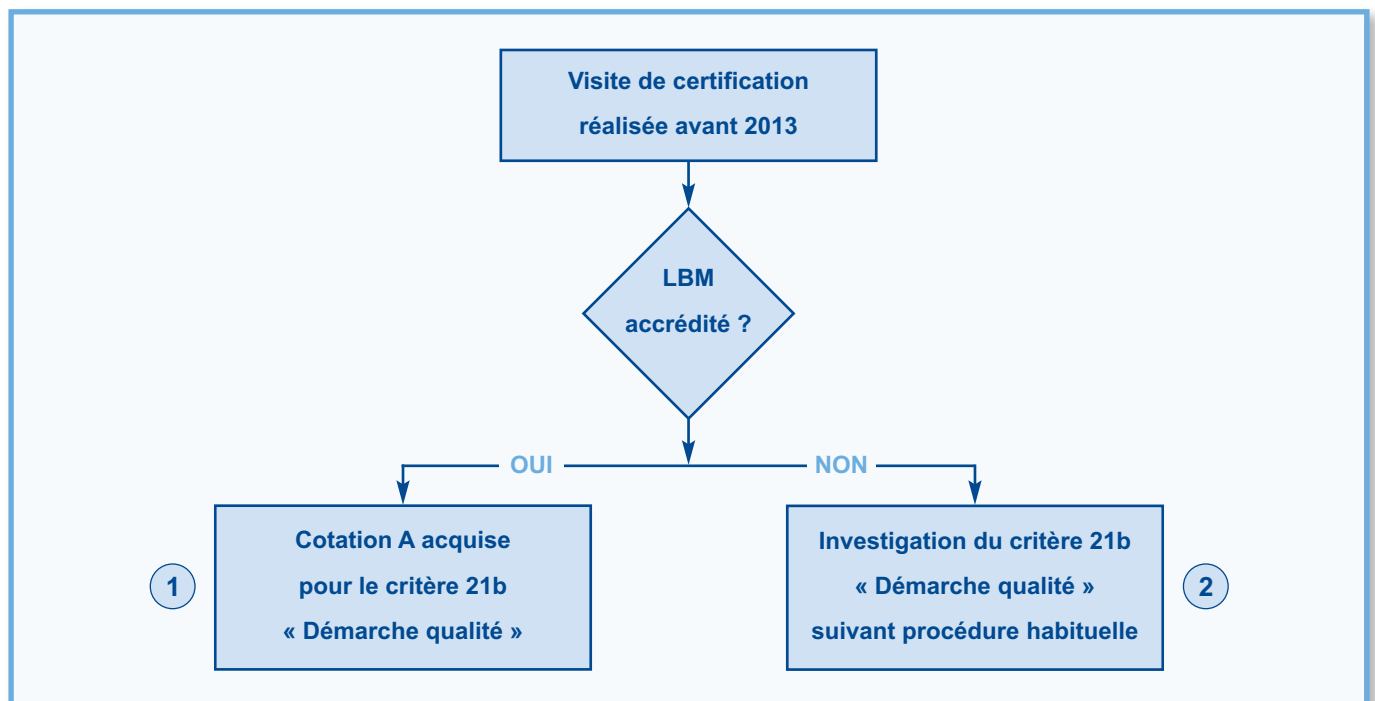 Visite de certification
réalisée avant 2013
LBM
accrédité ?
OUI
NON
Cotation A acquise
pour le critère 21b
« Démarche qualité »
1
Investigation du critère 21b
« Démarche qualité »
suivant procédure habituelle
2